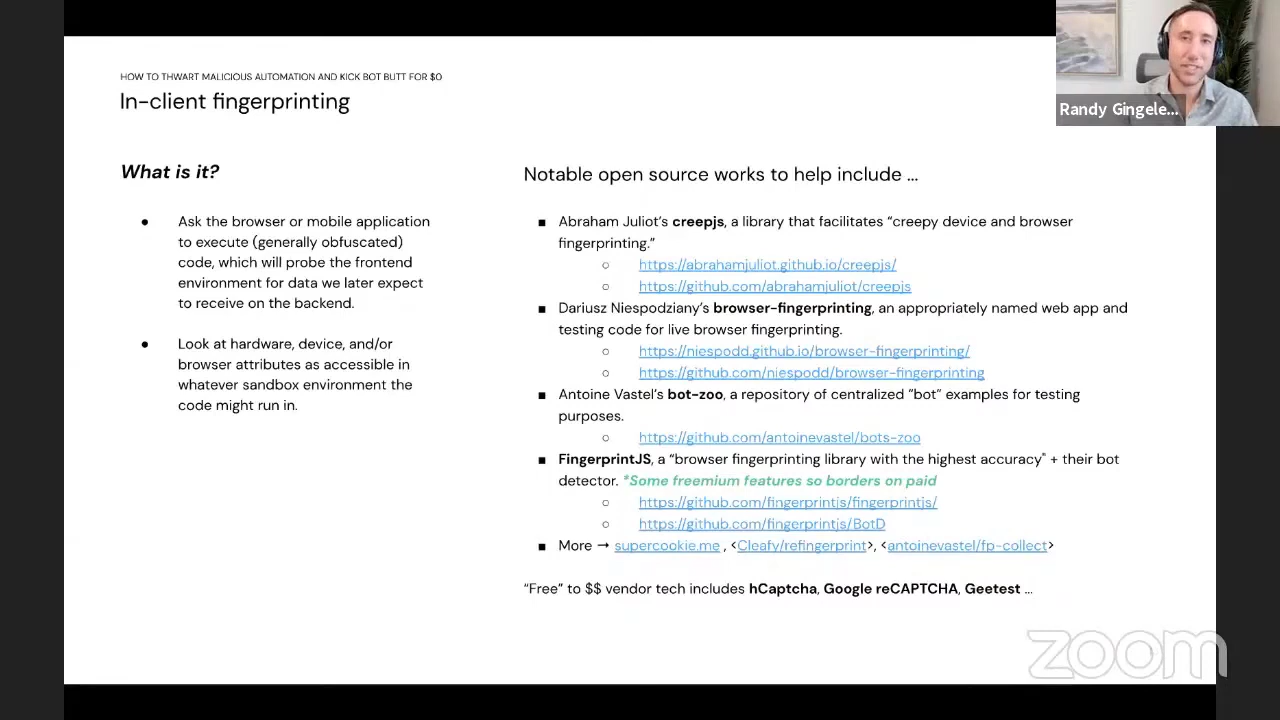 HOW TO THWART MALICIOUS AUTOMATION AND KICK BOT BUTT FOR $0
In-client fingerprinting
Randy Gingele...
What is it?
● Ask the browser or mobile application
to execute (generally obfuscated)
code, which will probe the frontend
environment for data we later expect
to receive on the backend.
● Look at hardware, device, and/or
browser attributes as accessible in
whatever sandbox environment the
code might run in.
Notable open source works to help include ...
■ Abraham Juliot's creepjs, a library that facilitates “creepy device and browser
fingerprinting.”
○ https://abrahamjuliot.github.io/creepjs/
○ https://github.com/abrahamjuliot/creepjs
■ Dariusz Niespodziany's browser-fingerprinting, an appropriately named web app and
testing code for live browser fingerprinting.
○ https://niespodd.github.io/browser-fingerprinting/
○ https://github.com/niespodd/browser-fingerprinting
■ Antoine Vastel's bot-zoo, a repository of centralized “bot” examples for testing
purposes.
○ https://github.com/antoinevastel/bots-zoo
■ FingerprintJS, a “browser fingerprinting library with the highest accuracy" + their bot
detector. *Some freemium features so borders on paid
○ https://github.com/fingerprintjs/fingerprintjs/
○ https://github.com/fingerprintjs/BotD
■ More → supercookie.me , <Cleafy/refingerprint>, <antoinevastel/fp-collect>
“Free” to $$ vendor tech includes hCaptcha, Google reCAPTCHA, Geetest ...
zoom